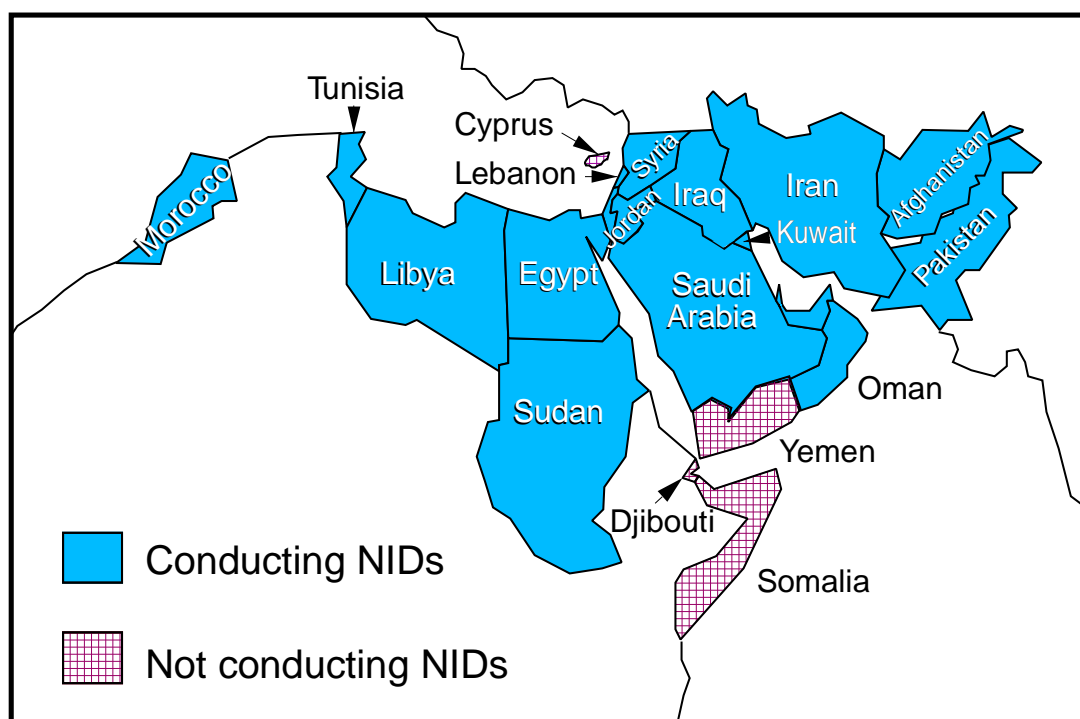 Tunisia
Cyprus
Lebanon
Syria
Morocco
Jordan
Iraq
Iran
Afghanistan
Kuwait
Pakistan
Libya
Egypt
Saudi
Arabia
Oman
Sudan
Yemen
Djibouti
Somalia
Conducting NIDs
Not conducting NIDs